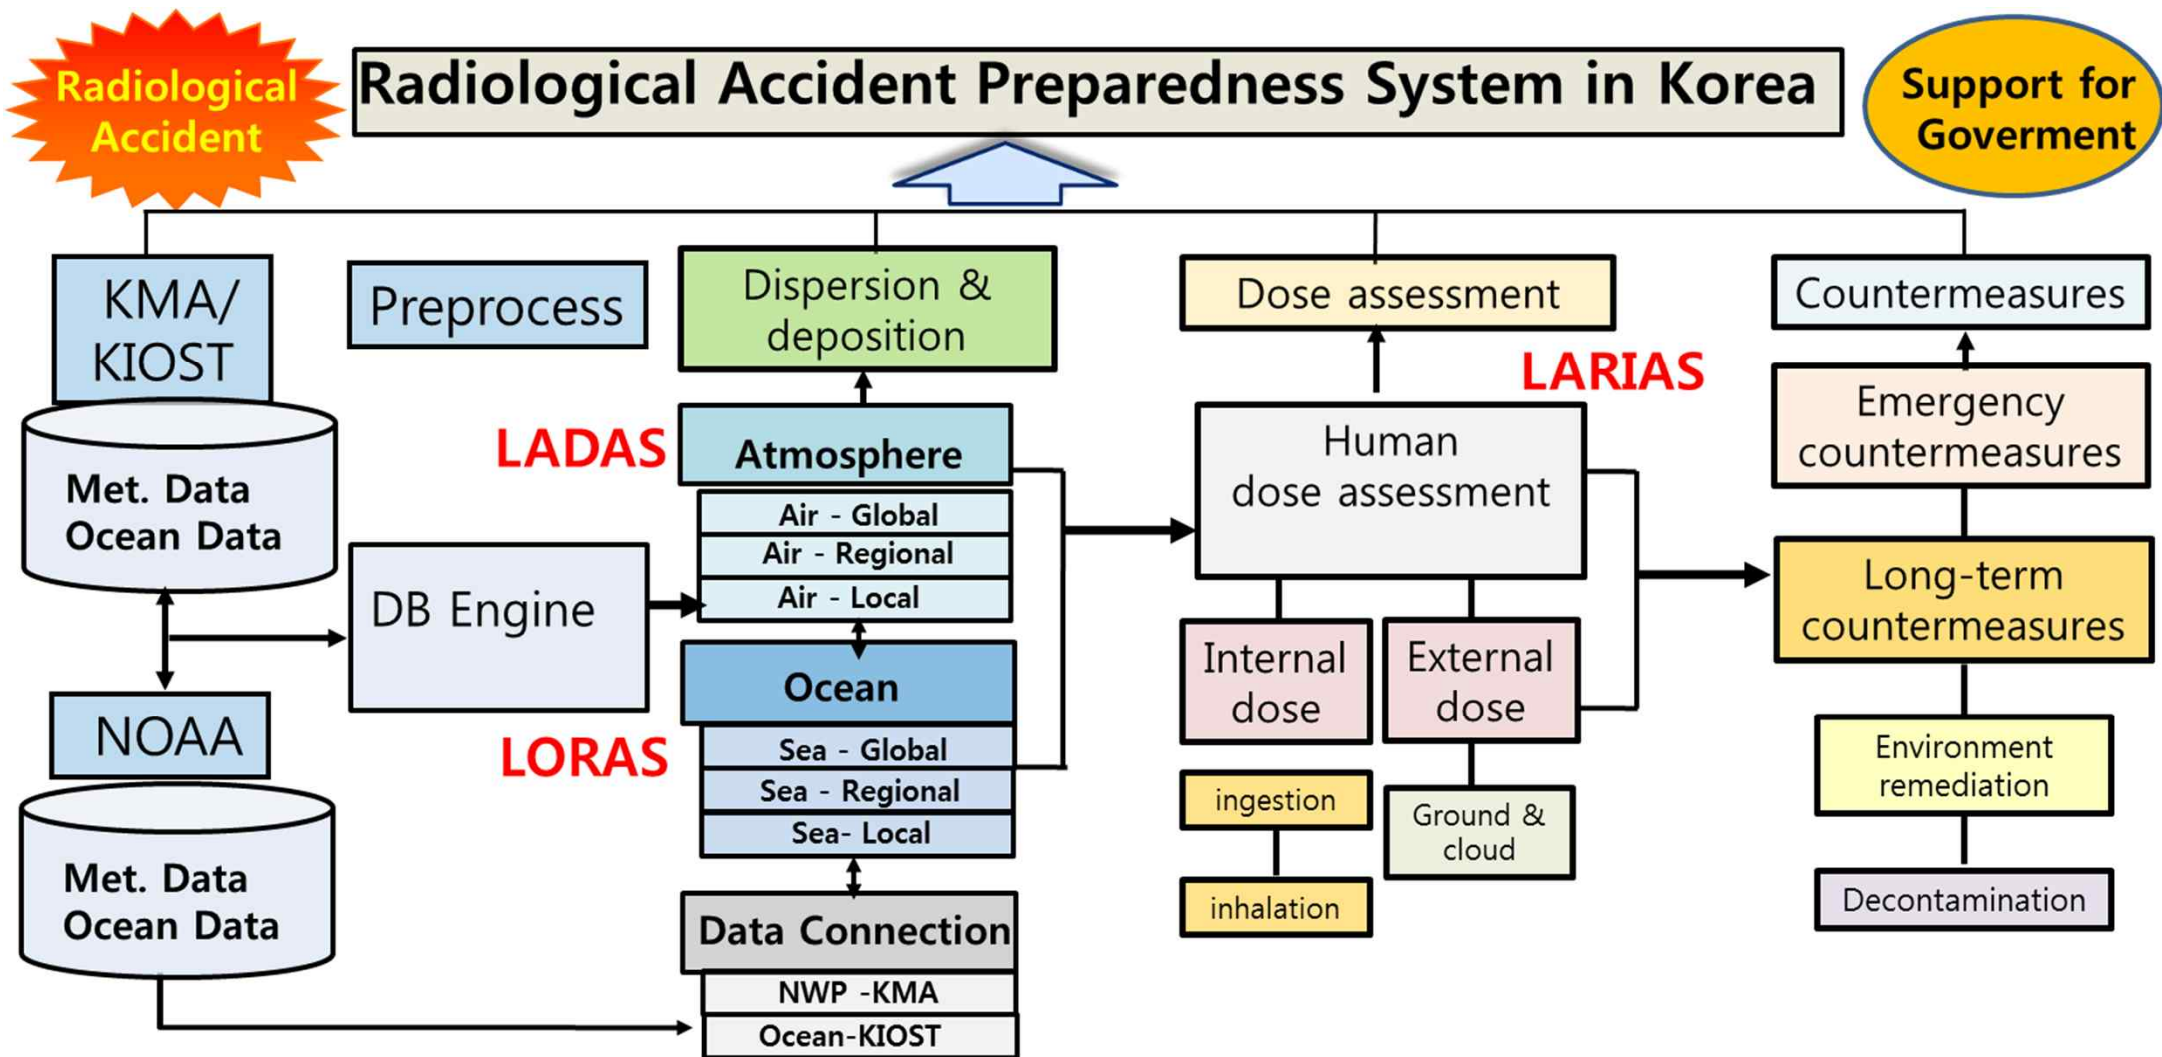 Radiological
Accident
Radiological Accident Preparedness System in Korea
Support for
Goverment
KMA/
KIOST
Preprocess
Dispersion &
deposition
Dose assessment
Countermeasures
Met. Data
Ocean Data
LADAS
Atmosphere
Air - Global
Air - Regional
Air - Local
DB Engine
LARIAS
Human
dose assessment
Emergency
countermeasures
Long-term
countermeasures
NOAA
Met. Data
Ocean Data
LORAS
Ocean
Sea - Global
Sea - Regional
Sea- Local
Internal
dose
External
dose
ingestion
inhalation
Ground &
cloud
Environment
remediation
Decontamination
Data Connection
NWP -KMA
Ocean-KIOST